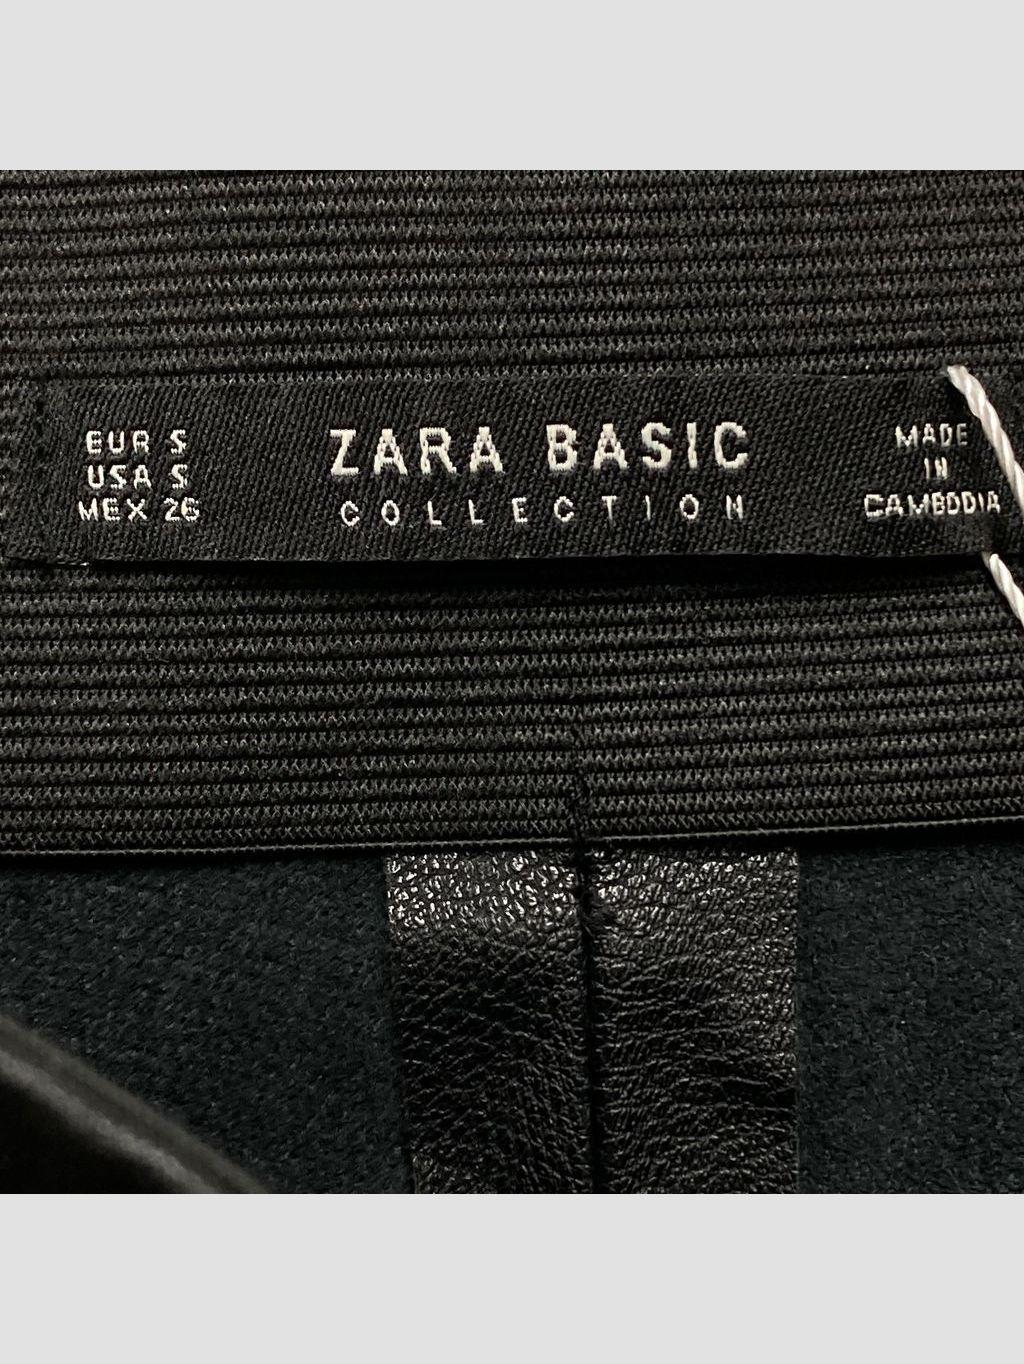 EUR S
USA S
MEX 26
ZARA BASIC
COLLECTION
MADE
IN
CAMBODIA